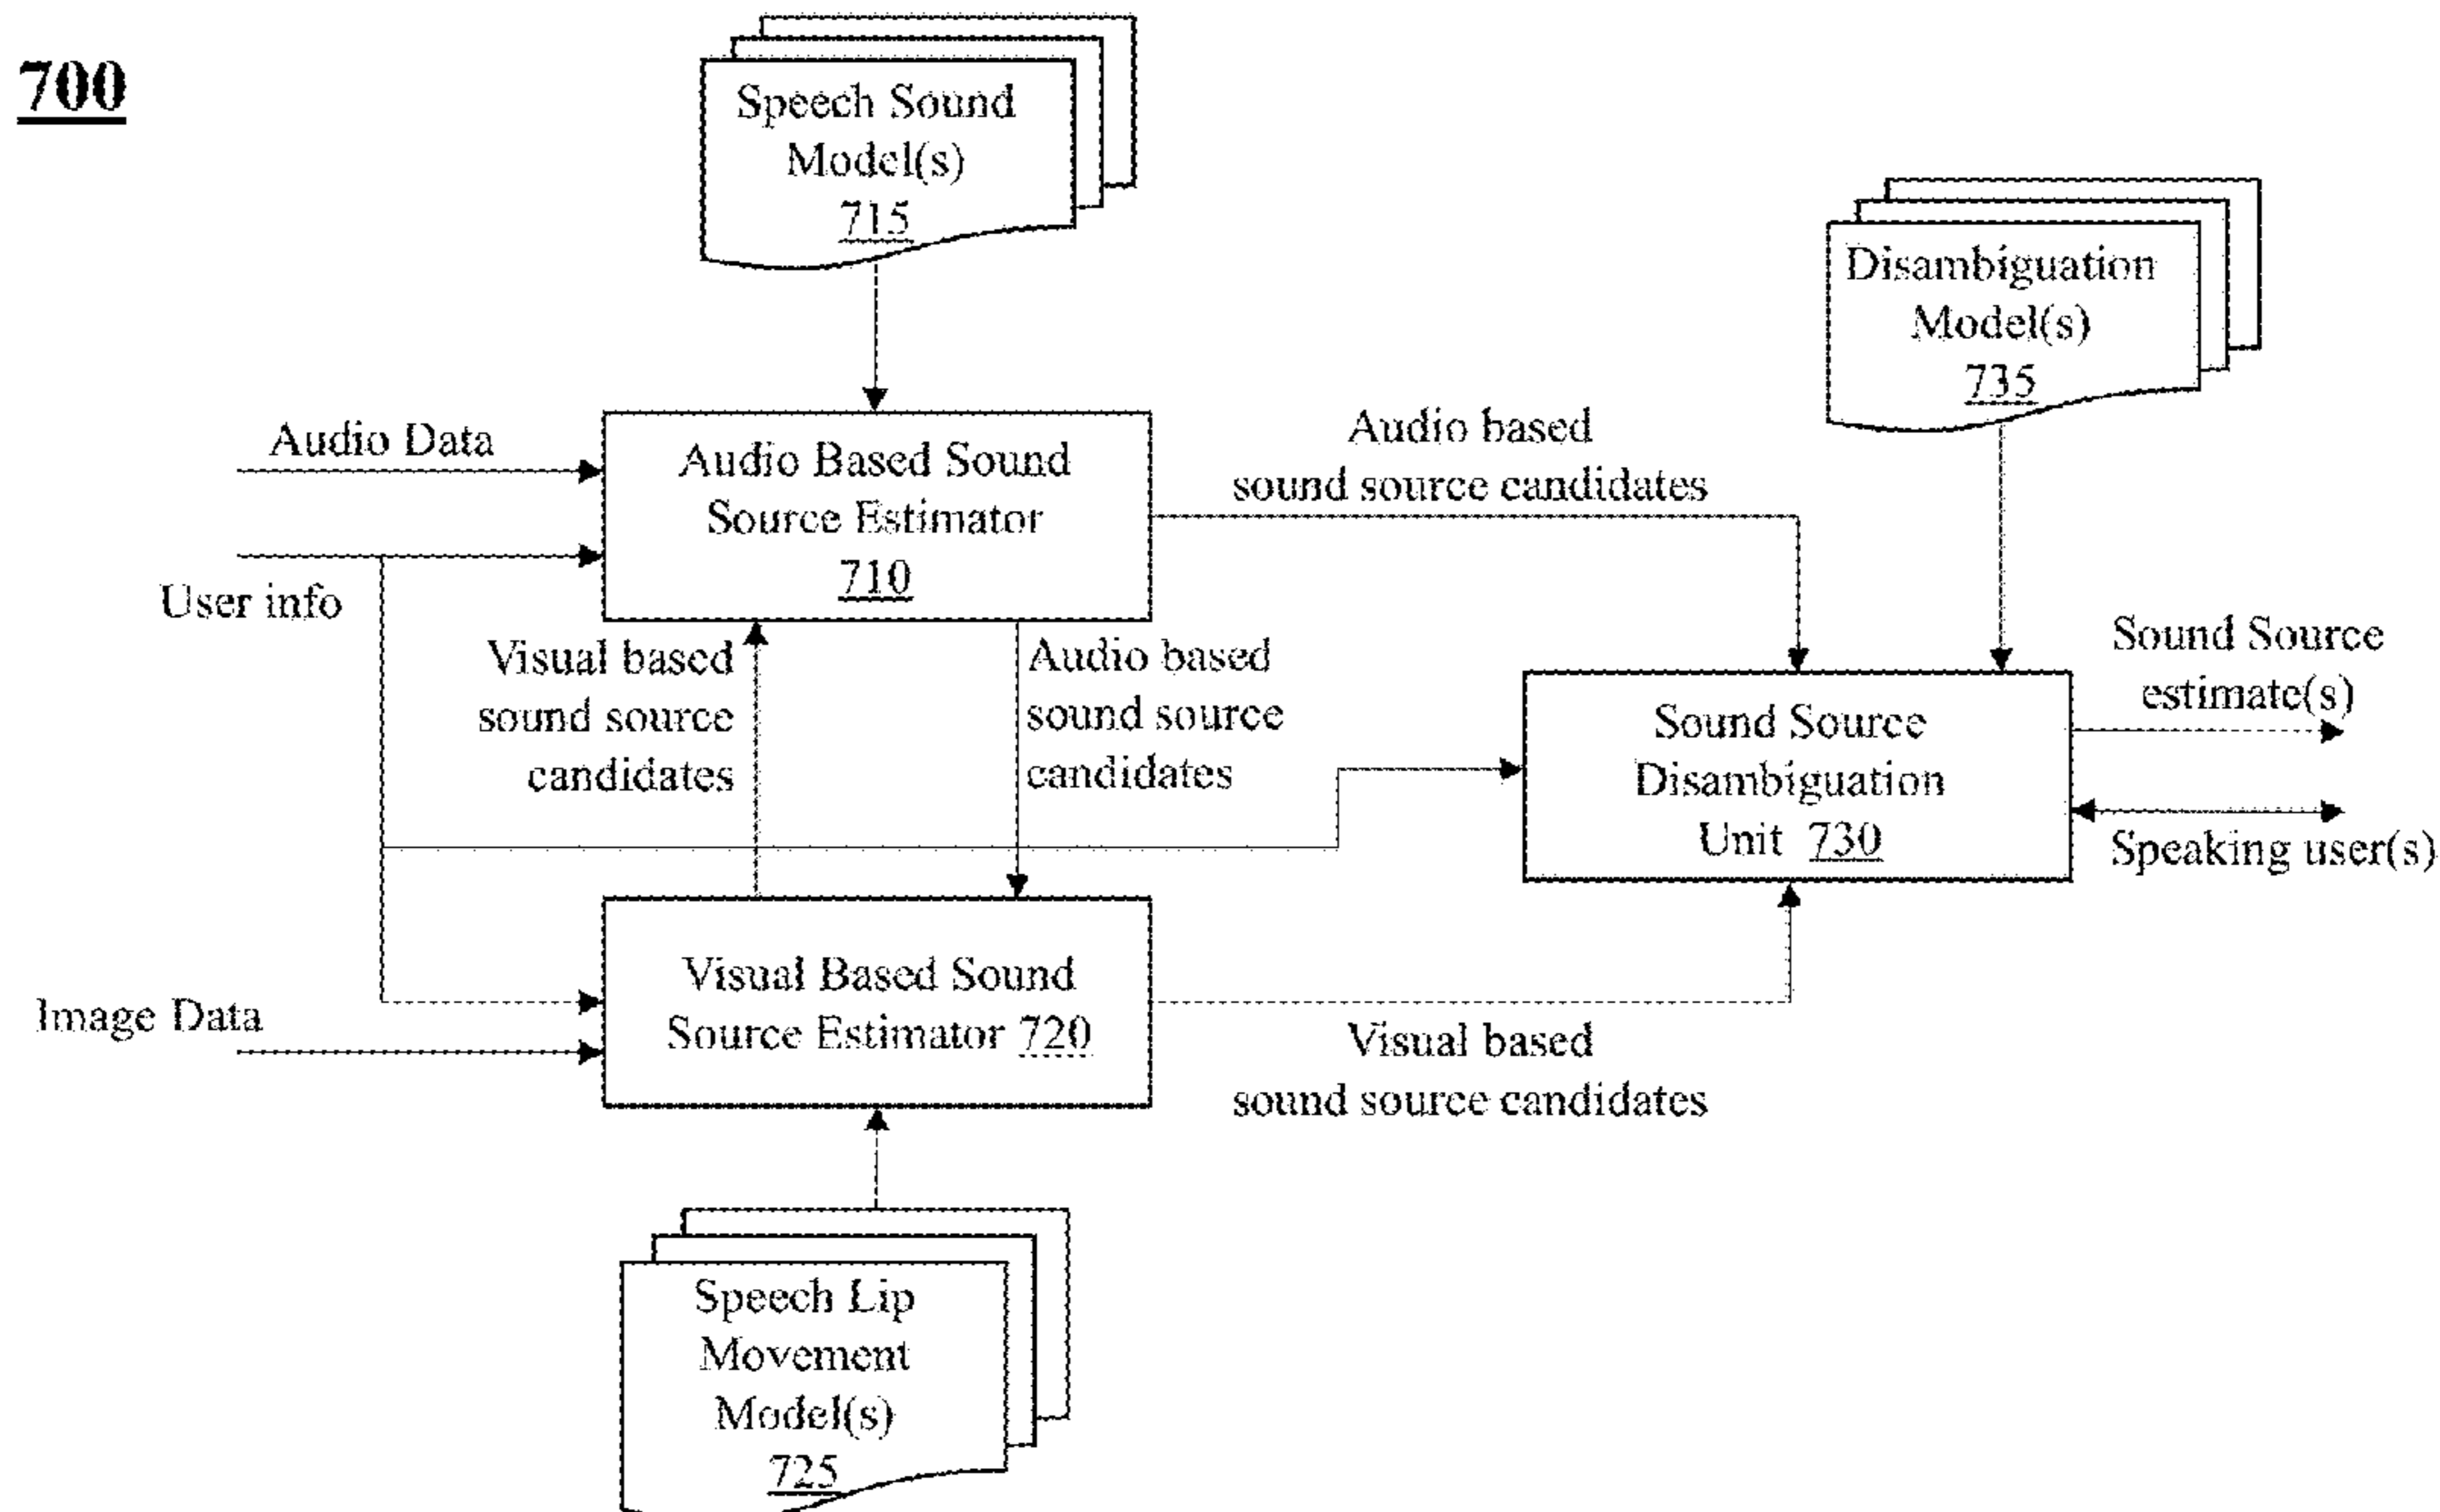 700
Speech Sound
Model(s)
715
Disambiguation
Model(s)
735
Audio Data
User info
Audio Based Sound
Source Estimator
710
Audio based
sound source candidates
Visual based
sound source
candidates
Audio based
sound source
candidates
Sound Source
Disambiguation
Unit 730
Sound Source
estimate(s)
Speaking user(s)
Image Data
Visual Based Sound
Source Estimator 720
Visual based
sound source candidates
Speech Lip
Movement
Model(s)
725